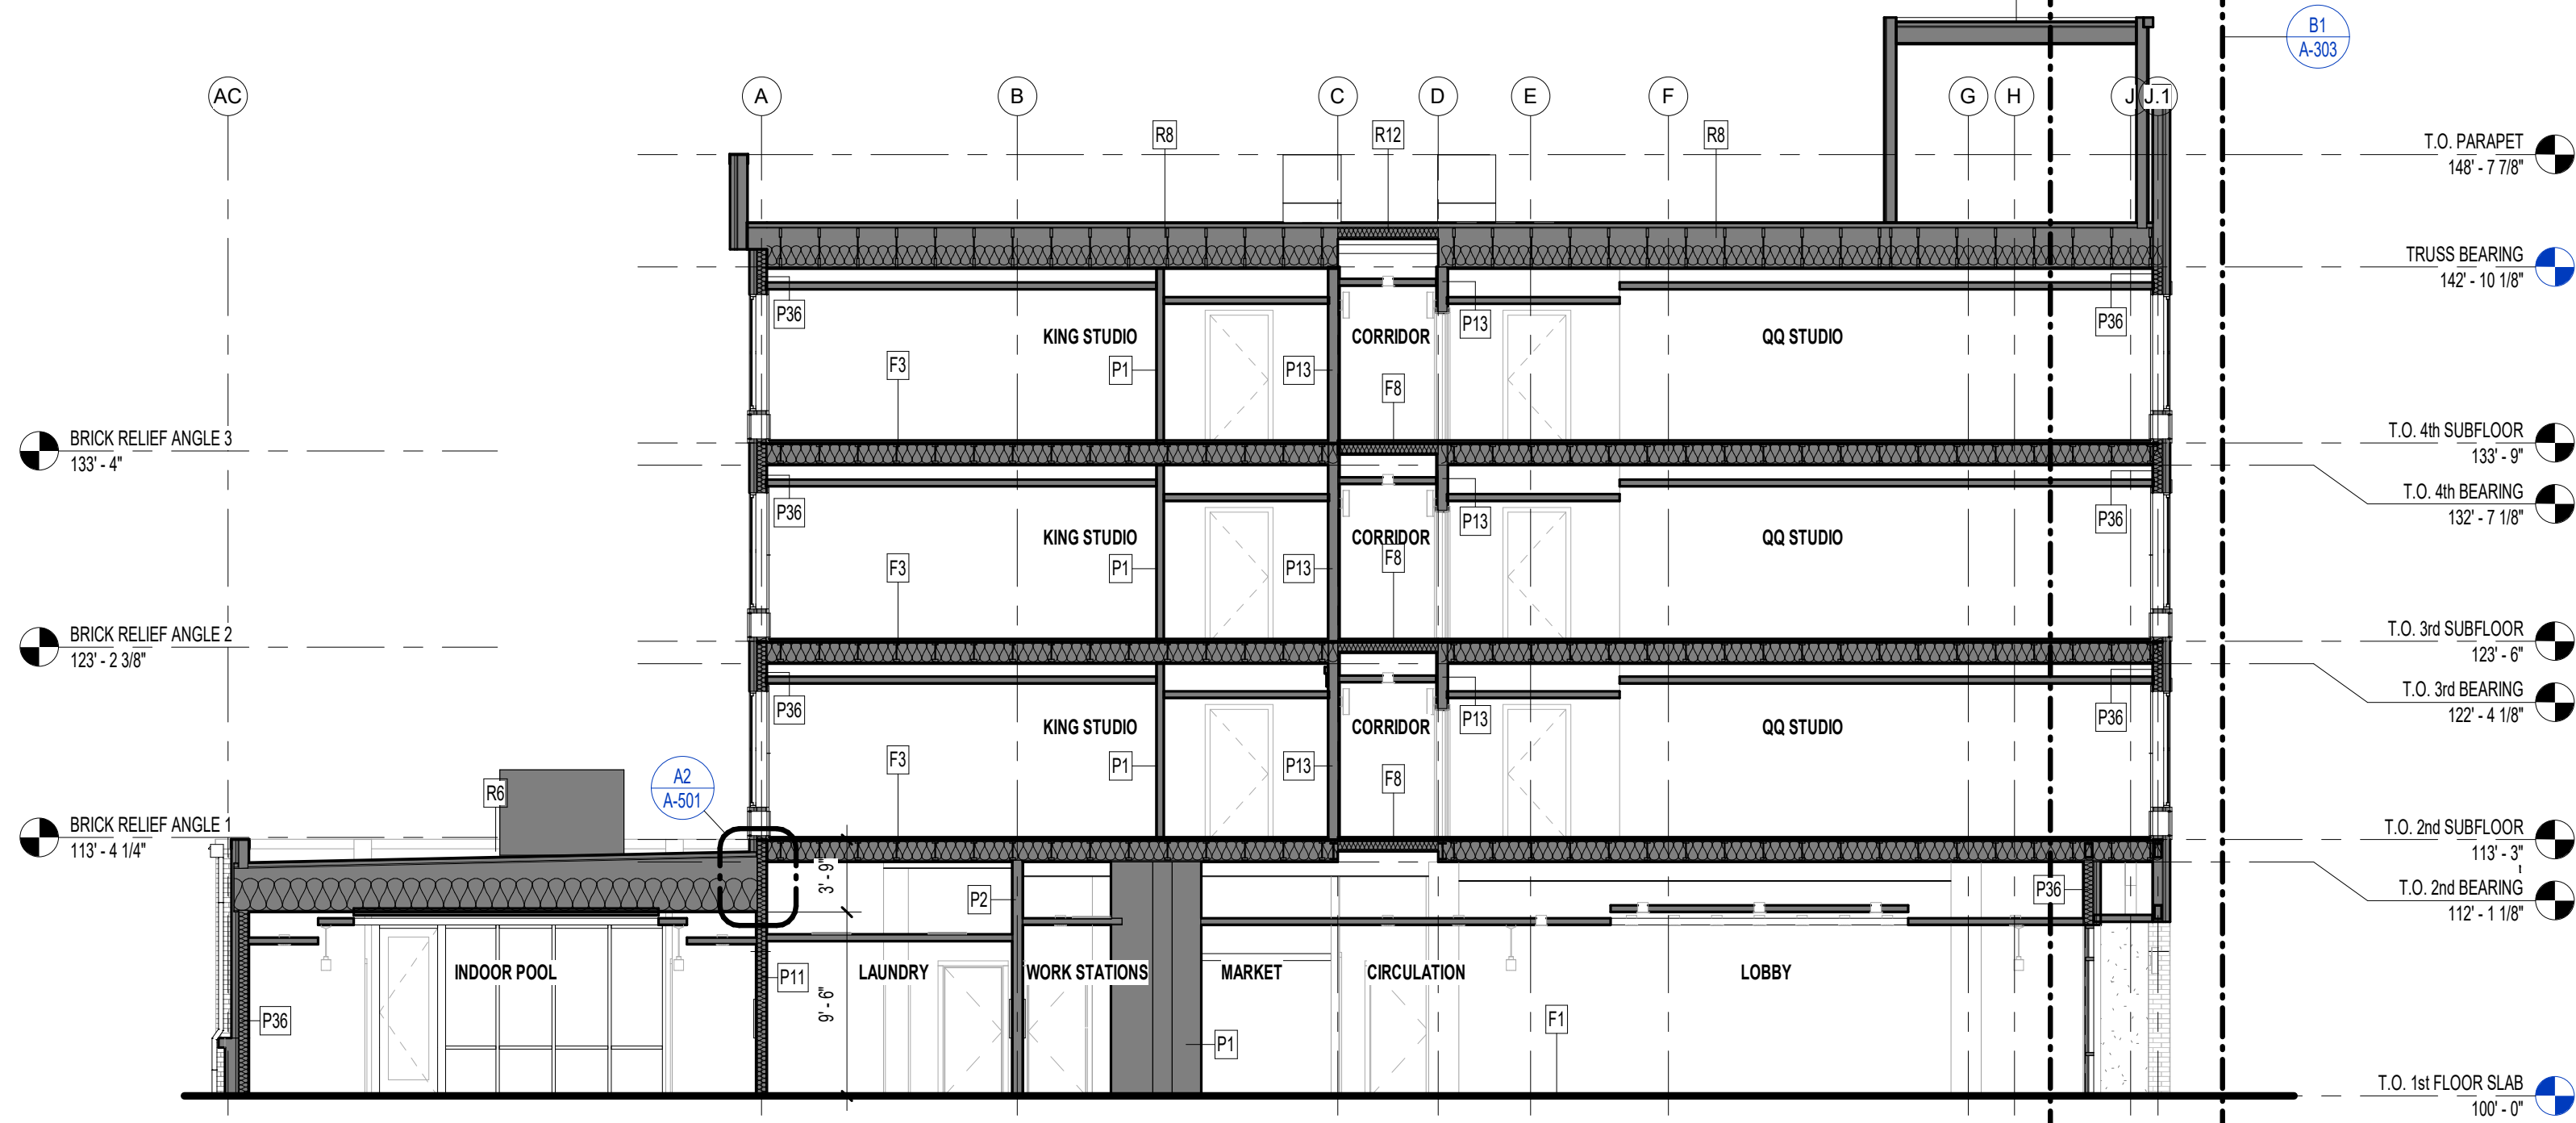 B1
A-303
AC
A
B
C
D
E
F
G
H
J
J.1
R8
R12
R8
T.O. PARAPET
148' - 7 7/8"
TRUSS BEARING
142' - 10 1/8"
P36
P13
P36
KING STUDIO
CORRIDOR
QQ STUDIO
F3
P1
P13
F8
BRICK RELIEF ANGLE 3
133' - 4"
T.O. 4th SUBFLOOR
133' - 9"
T.O. 4th BEARING
132' - 7 1/8"
P36
P13
P36
KING STUDIO
CORRIDOR
QQ STUDIO
F3
P1
P13
F8
BRICK RELIEF ANGLE 2
123' - 2 3/8"
T.O. 3rd SUBFLOOR
123' - 6"
T.O. 3rd BEARING
122' - 4 1/8"
P36
P13
P36
KING STUDIO
CORRIDOR
QQ STUDIO
F3
P1
P13
F8
R6
A2
A-501
BRICK RELIEF ANGLE 1
113' - 4 1/4"
T.O. 2nd SUBFLOOR
113' - 3"
T.O. 2nd BEARING
112' - 1 1/8"
3' - 9"
P2
P36
INDOOR POOL
P11
LAUNDRY
WORK STATIONS
MARKET
CIRCULATION
LOBBY
9' - 6"
P36
P1
F1
T.O. 1st FLOOR SLAB
100' - 0"